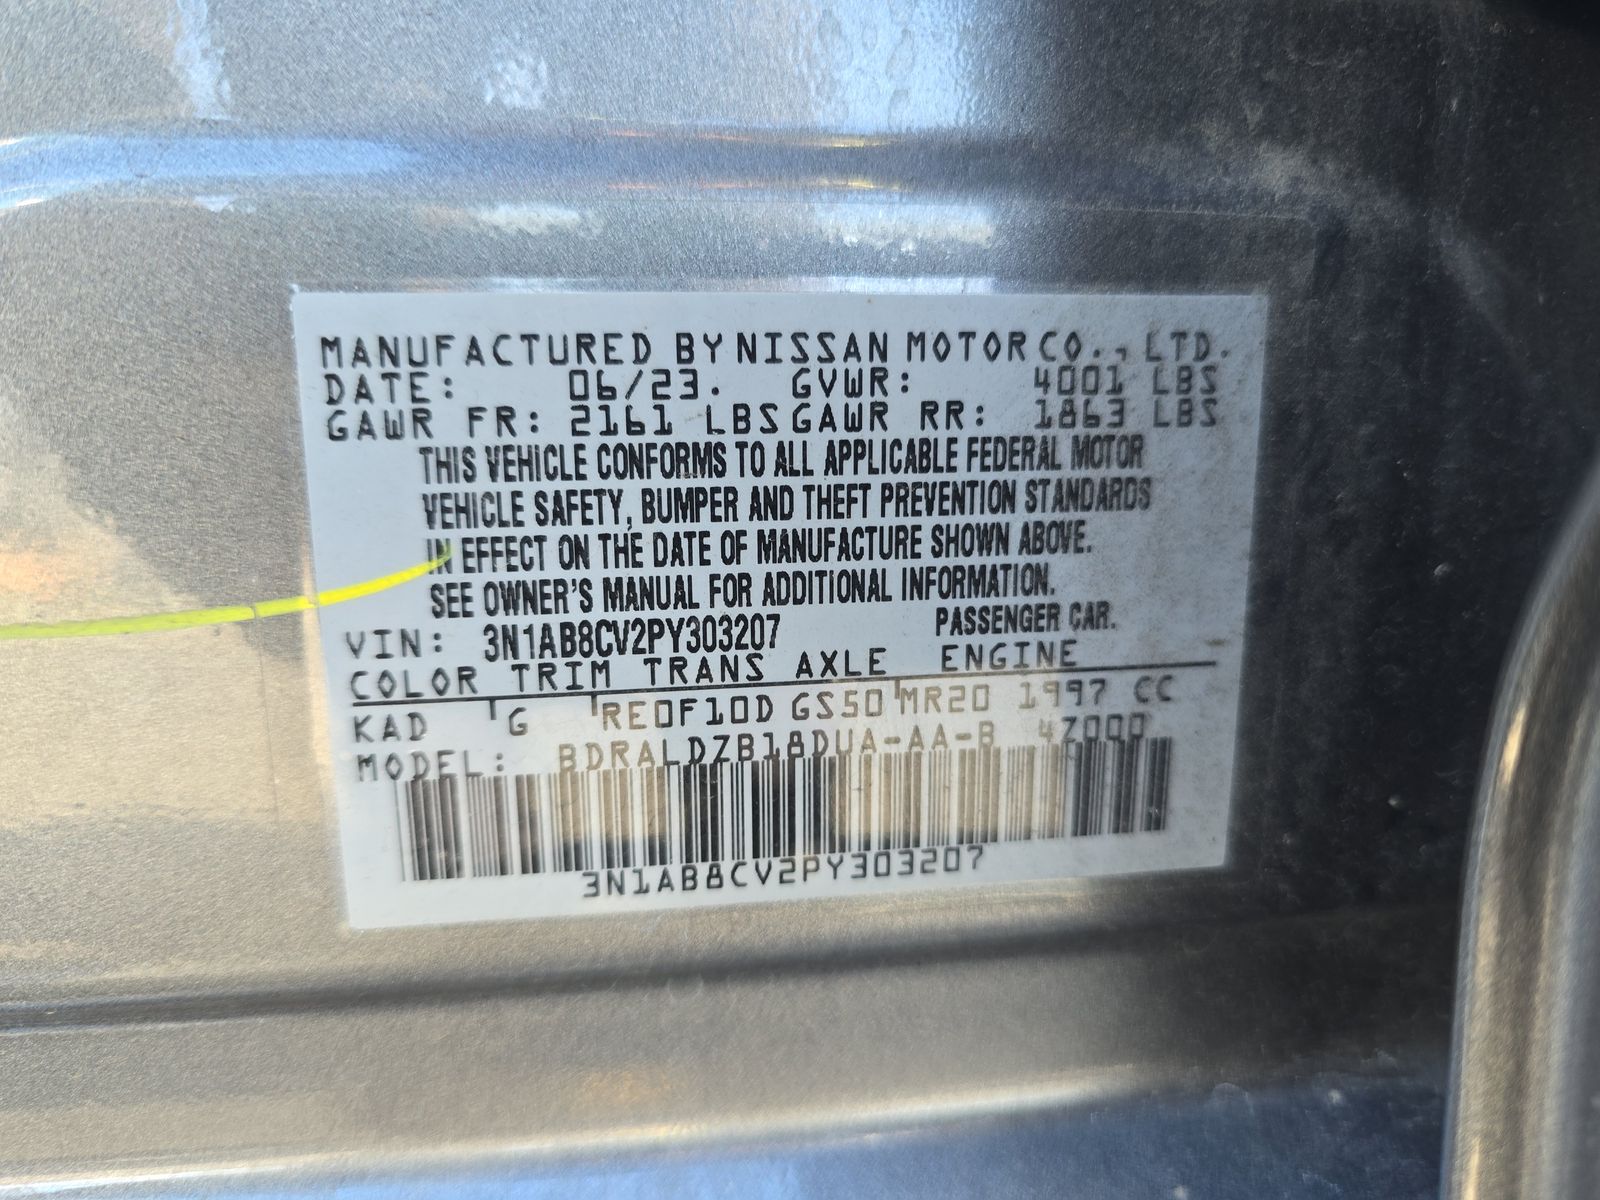 MANUFACTURED BY NISSAN MOTOR CO., LTD.
DATE: 06/23. GVWR: 4001 LBS
GAWR FR: 2161 LBS GAWR RR: 1863 LBS
THIS VEHICLE CONFORMS TO ALL APPLICABLE FEDERAL MOTOR
VEHICLE SAFETY, BUMPER AND THEFT PREVENTION STANDARDS
IN EFFECT ON THE DATE OF MANUFACTURE SHOWN ABOVE.
SEE OWNER'S MANUAL FOR ADDITIONAL INFORMATION.
VIN: 3N1AB8CV2PY303207 PASSENGER CAR.
COLOR TRIM TRANS AXLE ENGINE
KAD G RE0F10D GS50 MR20 1997 CC
MODEL: BDRALDZB18DUA-AA-B 4Z000
3N1AB8CV2PY303207